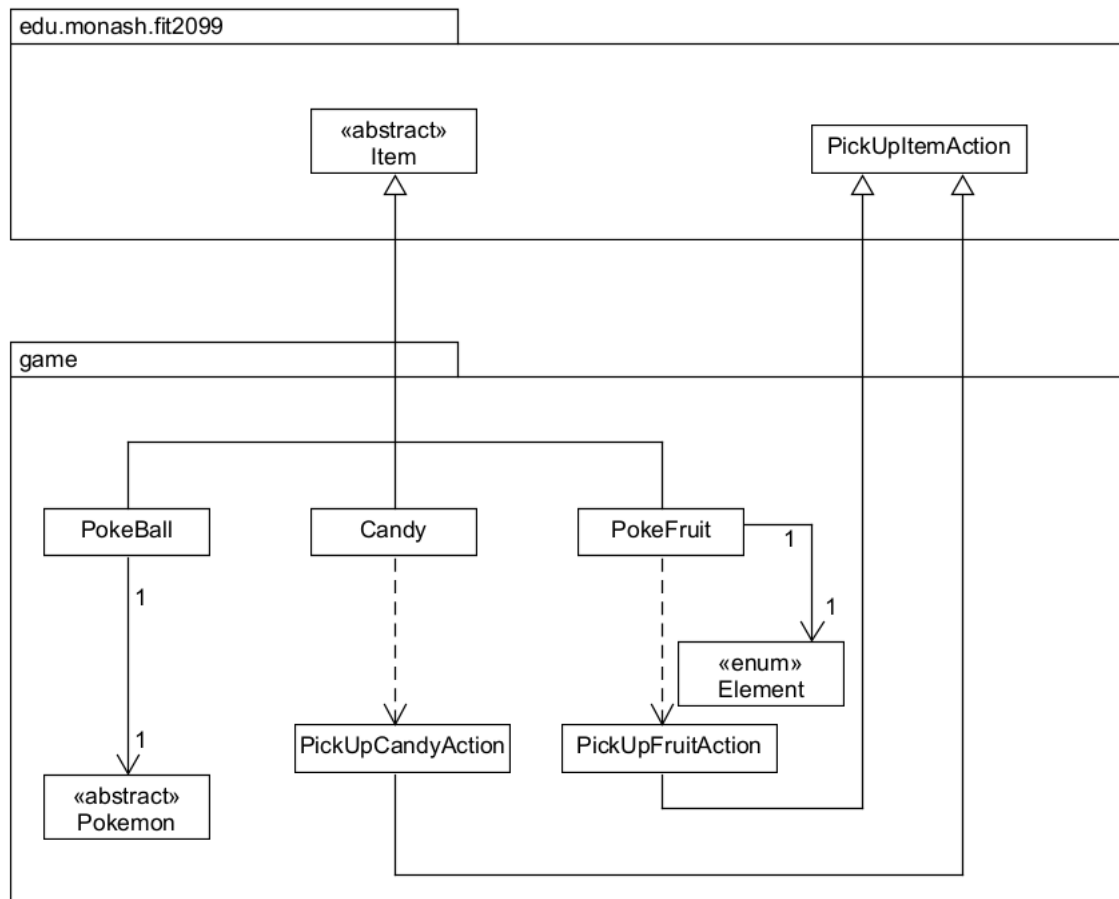 edu.monash.fit2099
«abstract»
Item
PickUpItemAction
game
PokeBall
Candy
PokeFruit
1
1
1
«enum»
Element
1
PickUpCandyAction
PickUpFruitAction
«abstract»
Pokemon